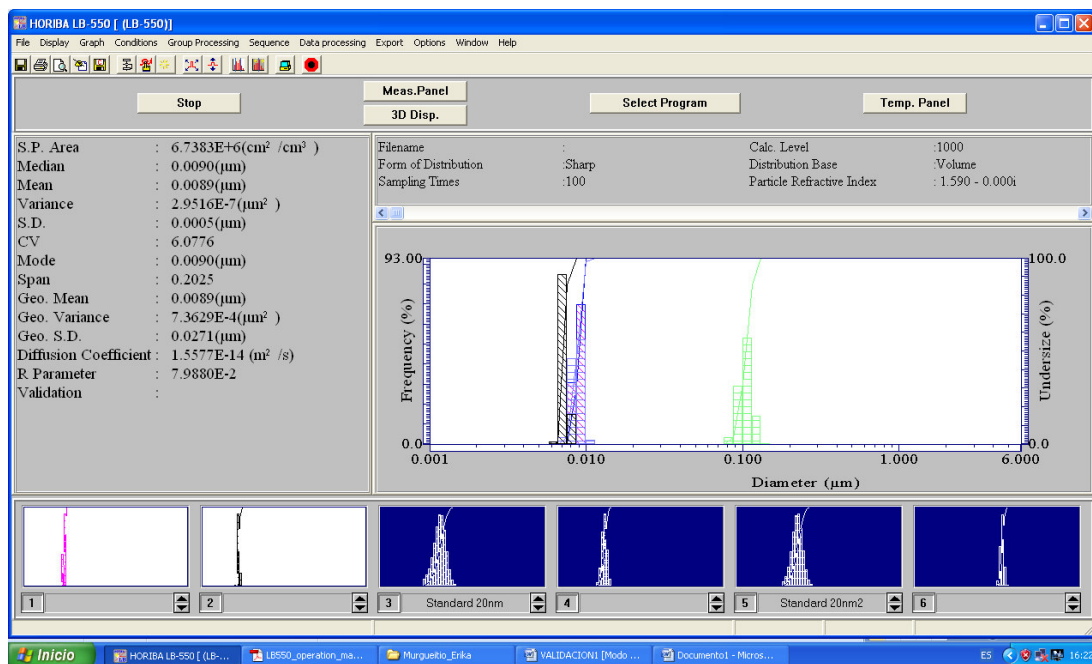 HORIBA LB-550 [ (LB-550)]
File Display Graph Conditions Group Processing Sequence Data processing Export Options Window Help
Stop
Meas.Panel
3D Disp.
Select Program
Temp. Panel
S.P. Area : 6.7383E+6(cm² /cm³ )
Median : 0.0090(µm)
Mean : 0.0089(µm)
Variance : 2.9516E-7(µm² )
S.D. : 0.0005(µm)
CV : 6.0776
Mode : 0.0090(µm)
Span : 0.2025
Geo. Mean : 0.0089(µm)
Geo. Variance : 7.3629E-4(µm² )
Geo. S.D. : 0.0271(µm)
Diffusion Coefficient : 1.5577E-14 (m² /s)
R Parameter : 7.9880E-2
Validation :
Filename : Calc. Level :1000
Form of Distribution :Sharp Distribution Base :Volume
Sampling Times :100 Particle Refractive Index : 1.590 - 0.000i
93.00 100.0
Frequency (%)
Undersize (%)
0.0 0.0
0.001 0.010 0.100 1.000 6.000
Diameter (µm)
1 2 3 Standard 20nm 4 5 Standard 20nm2 6
Inicio HORIBA LB-550 [ (LB-... LB550_operation_ma... Murgueitio_Erika VALIDACION1 [Modo ... Documento1 - Micros... ES